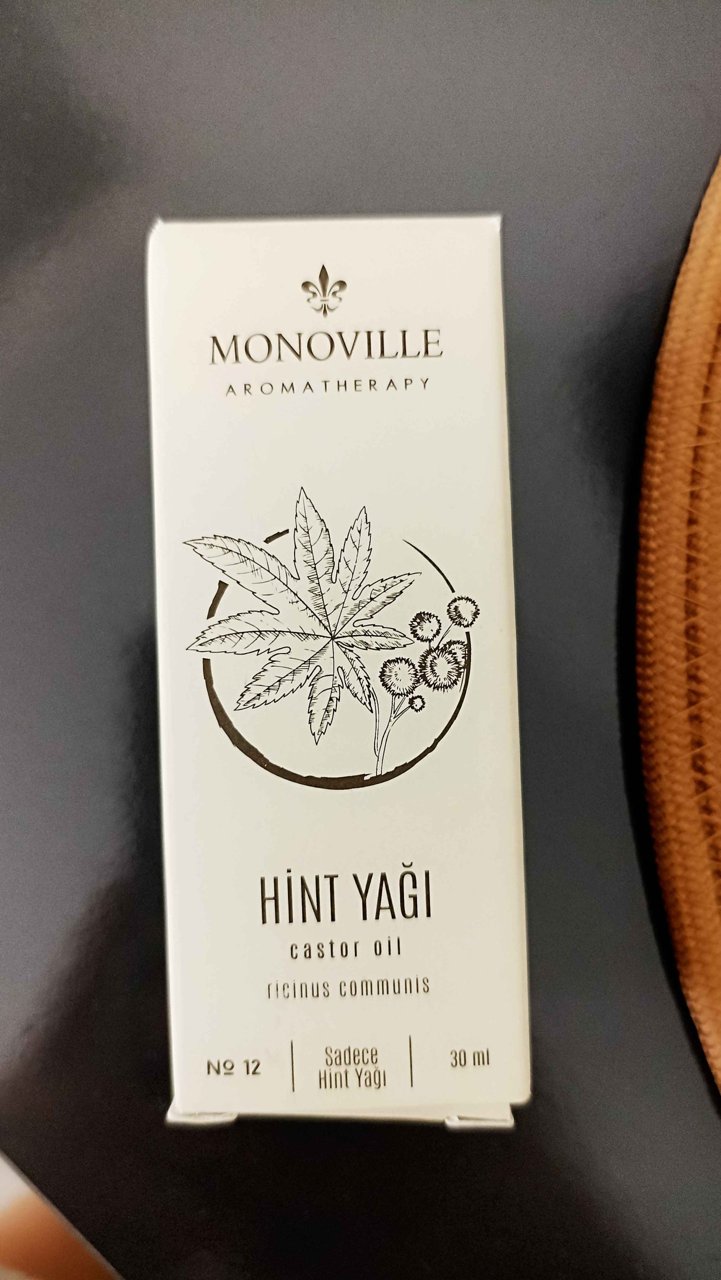 MONOVILLE
AROMATHERAPY
HİNT YAĞI
castor oil
ricinus communis
№ 12
Sadece
Hint Yağı
30 ml